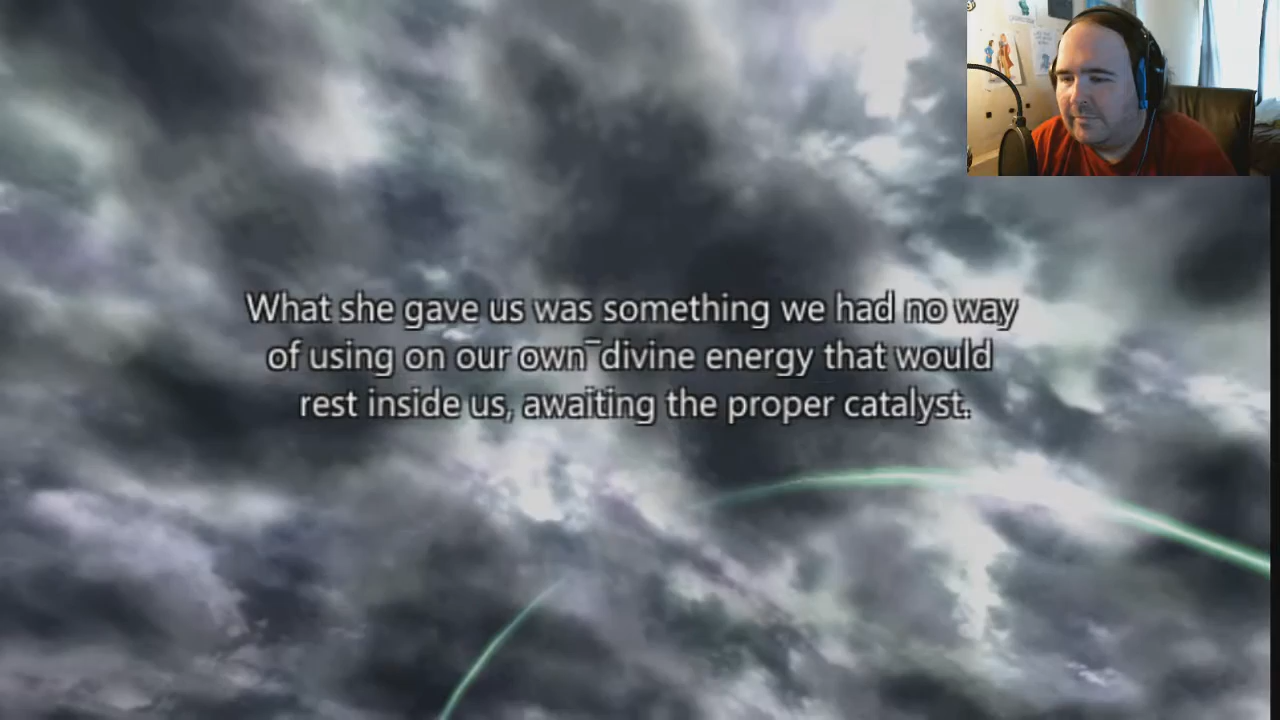 What she gave us was something we had no way
of using on our own‾divine energy that would
rest inside us, awaiting the proper catalyst.